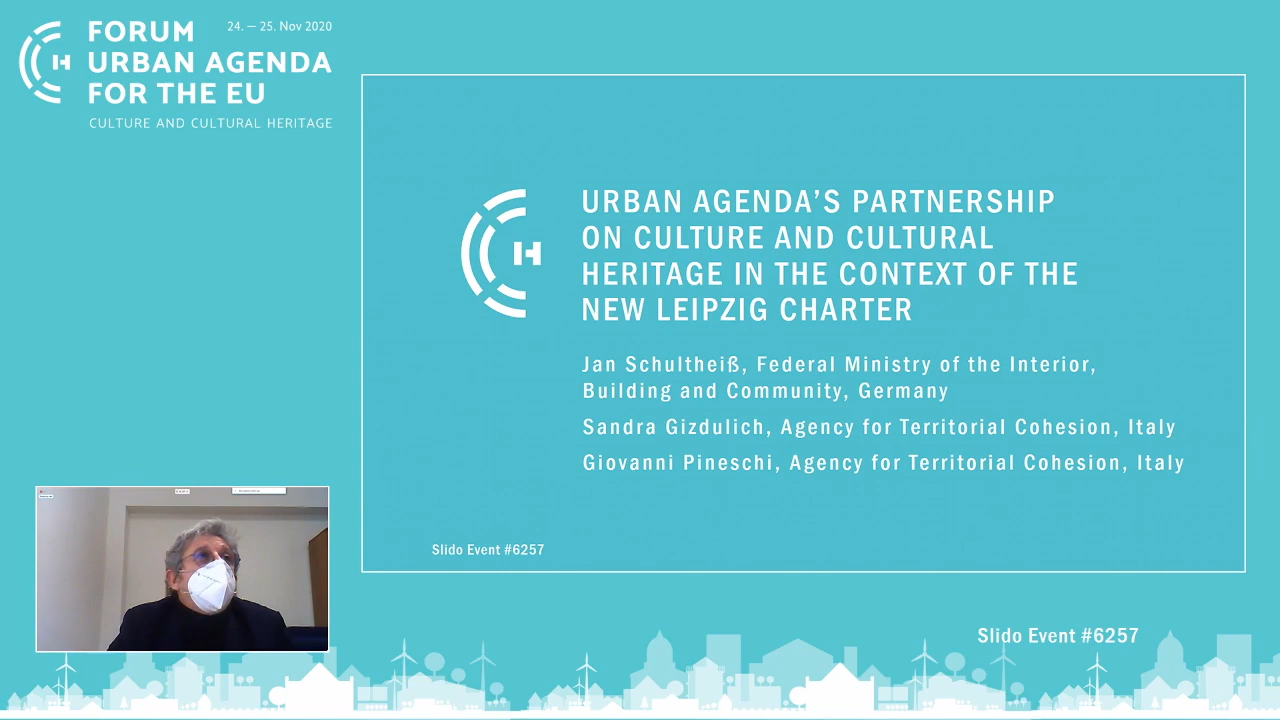 FORUM
24. — 25. Nov 2020
URBAN AGENDA
FOR THE EU
CULTURE AND CULTURAL HERITAGE
URBAN AGENDA'S PARTNERSHIP
ON CULTURE AND CULTURAL
HERITAGE IN THE CONTEXT OF THE
NEW LEIPZIG CHARTER
Jan Schultheiß, Federal Ministry of the Interior,
Building and Community, Germany
Sandra Gizdulich, Agency for Territorial Cohesion, Italy
Giovanni Pineschi, Agency for Territorial Cohesion, Italy
Slido Event #6257
Slido Event #6257